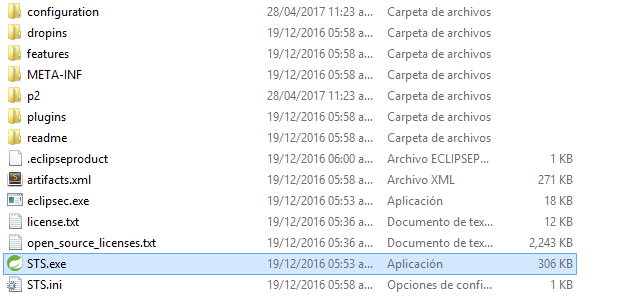 configuration 28/04/2017 11:23 a... Carpeta de archivos
dropins 19/12/2016 05:58 a... Carpeta de archivos
features 19/12/2016 05:58 a... Carpeta de archivos
META-INF 19/12/2016 05:58 a... Carpeta de archivos
p2 28/04/2017 11:23 a... Carpeta de archivos
plugins 19/12/2016 05:58 a... Carpeta de archivos
readme 19/12/2016 05:58 a... Carpeta de archivos
.eclipseproduct 19/12/2016 06:00 a... Archivo ECLIPSEP... 1 KB
artifacts.xml 19/12/2016 05:58 a... Archivo XML 271 KB
eclipsec.exe 19/12/2016 05:53 a... Aplicación 18 KB
license.txt 19/12/2016 05:36 a... Documento de tex... 12 KB
open_source_licenses.txt 19/12/2016 05:36 a... Documento de tex... 2,243 KB
STS.exe 19/12/2016 05:53 a... Aplicación 306 KB
STS.ini 19/12/2016 05:58 a... Opciones de confi... 1 KB